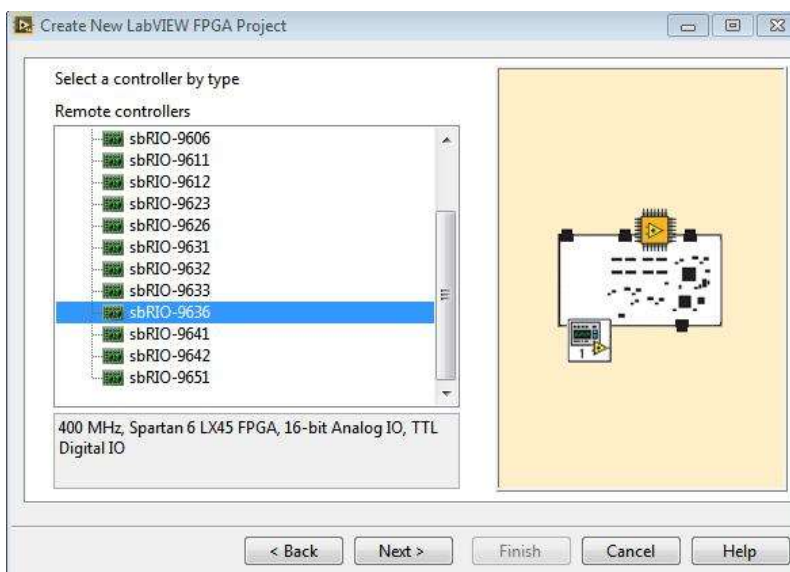 Create New LabVIEW FPGA Project
Select a controller by type
Remote controllers
sbRIO-9606
sbRIO-9611
sbRIO-9612
sbRIO-9623
sbRIO-9626
sbRIO-9631
sbRIO-9632
sbRIO-9633
sbRIO-9636
sbRIO-9641
sbRIO-9642
sbRIO-9651
400 MHz, Spartan 6 LX45 FPGA, 16-bit Analog IO, TTL
Digital IO
1
< Back Next > Finish Cancel Help